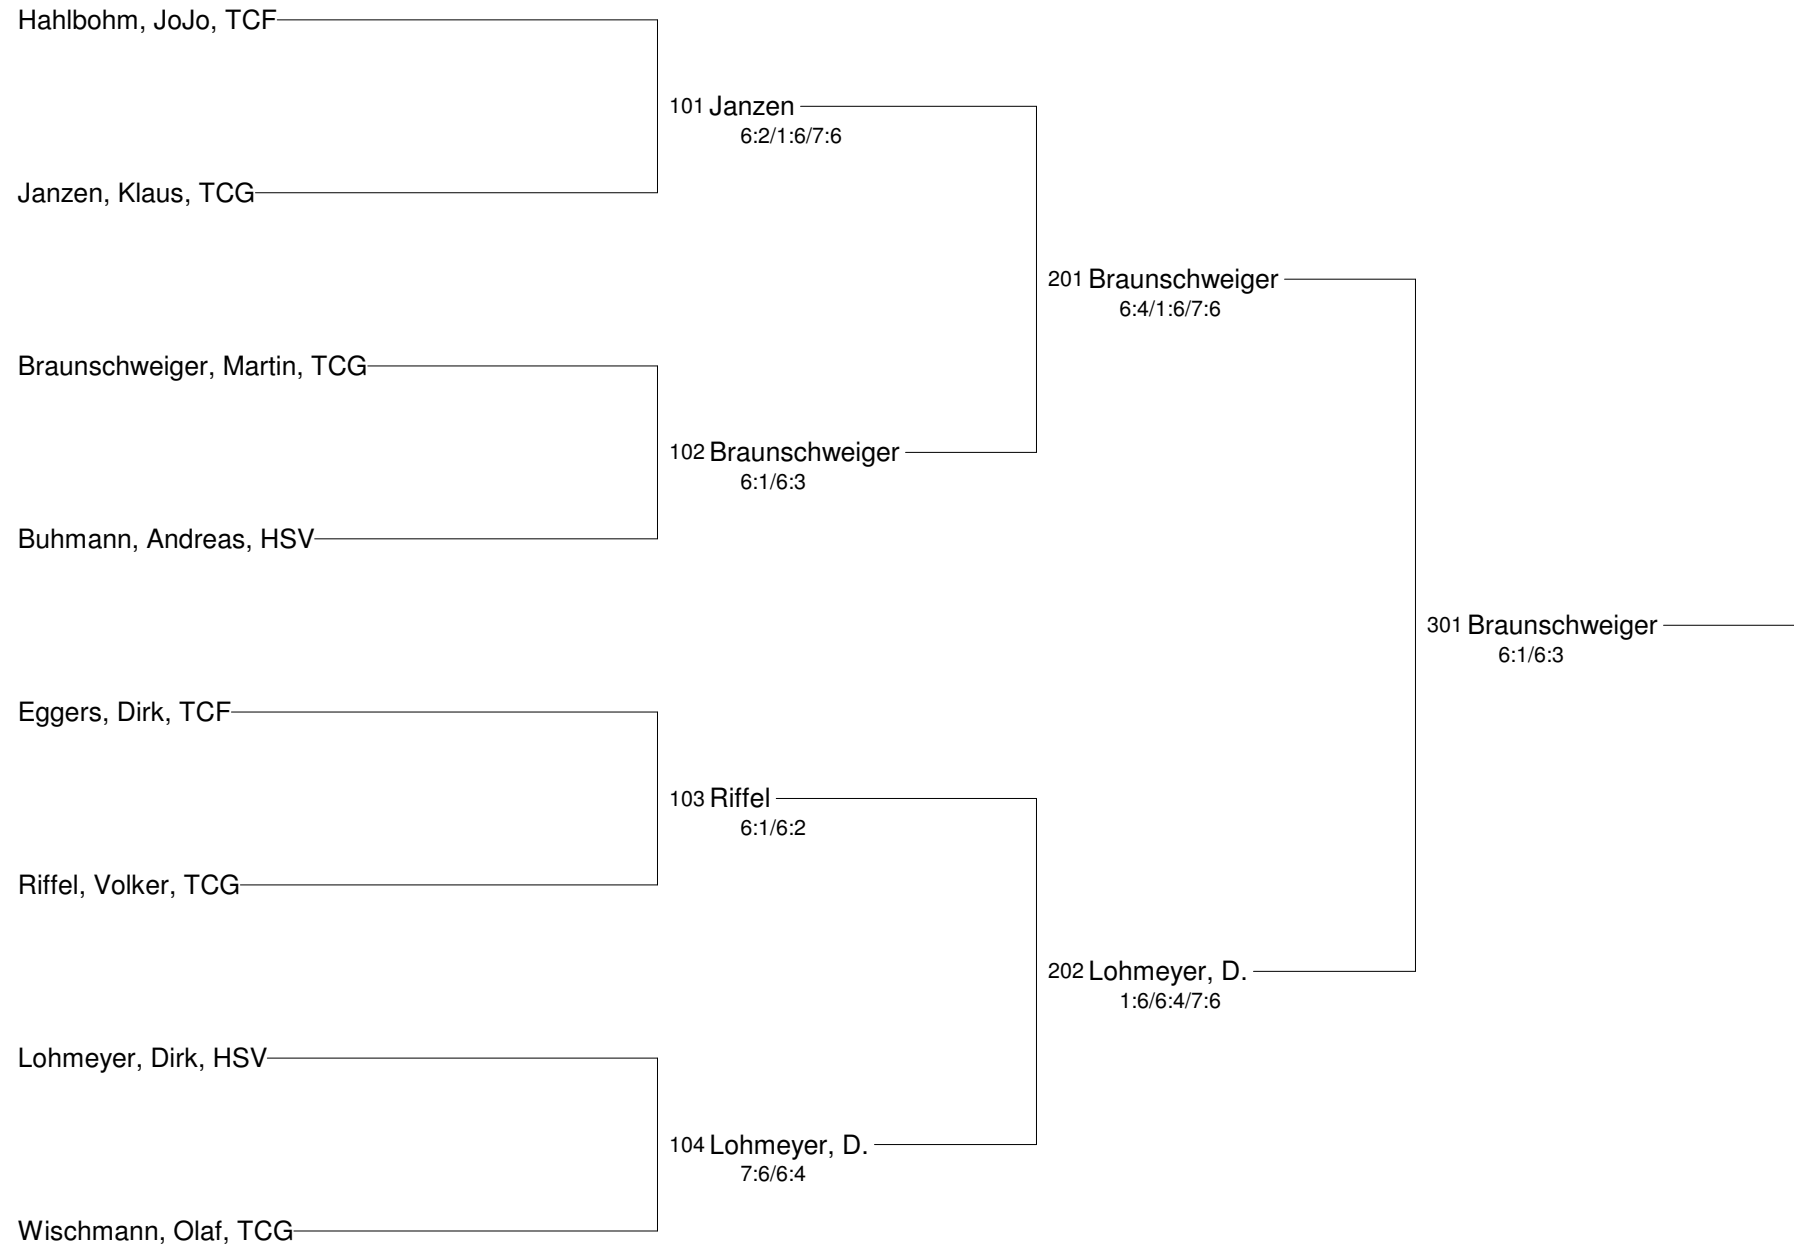 Hahlbohm, JoJo, TCF
101 Janzen
6:2/1:6/7:6
Janzen, Klaus, TCG
201 Braunschweiger
6:4/1:6/7:6
Braunschweiger, Martin, TCG
102 Braunschweiger
6:1/6:3
Buhmann, Andreas, HSV
301 Braunschweiger
6:1/6:3
Eggers, Dirk, TCF
103 Riffel
6:1/6:2
Riffel, Volker, TCG
202 Lohmeyer, D.
1:6/6:4/7:6
Lohmeyer, Dirk, HSV
104 Lohmeyer, D.
7:6/6:4
Wischmann, Olaf, TCG